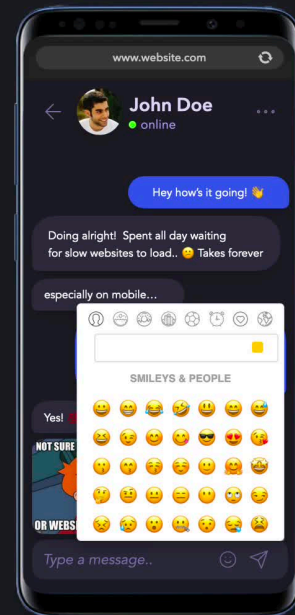 www.website.com
John Doe
online
Hey how's it going! 👋
Doing alright! Spent all day waiting
for slow websites to load.. 😊 Takes forever
especially on mobile...
SMILEYS & PEOPLE
Yes!
NOT SURE
OR WEBS
Type a message..